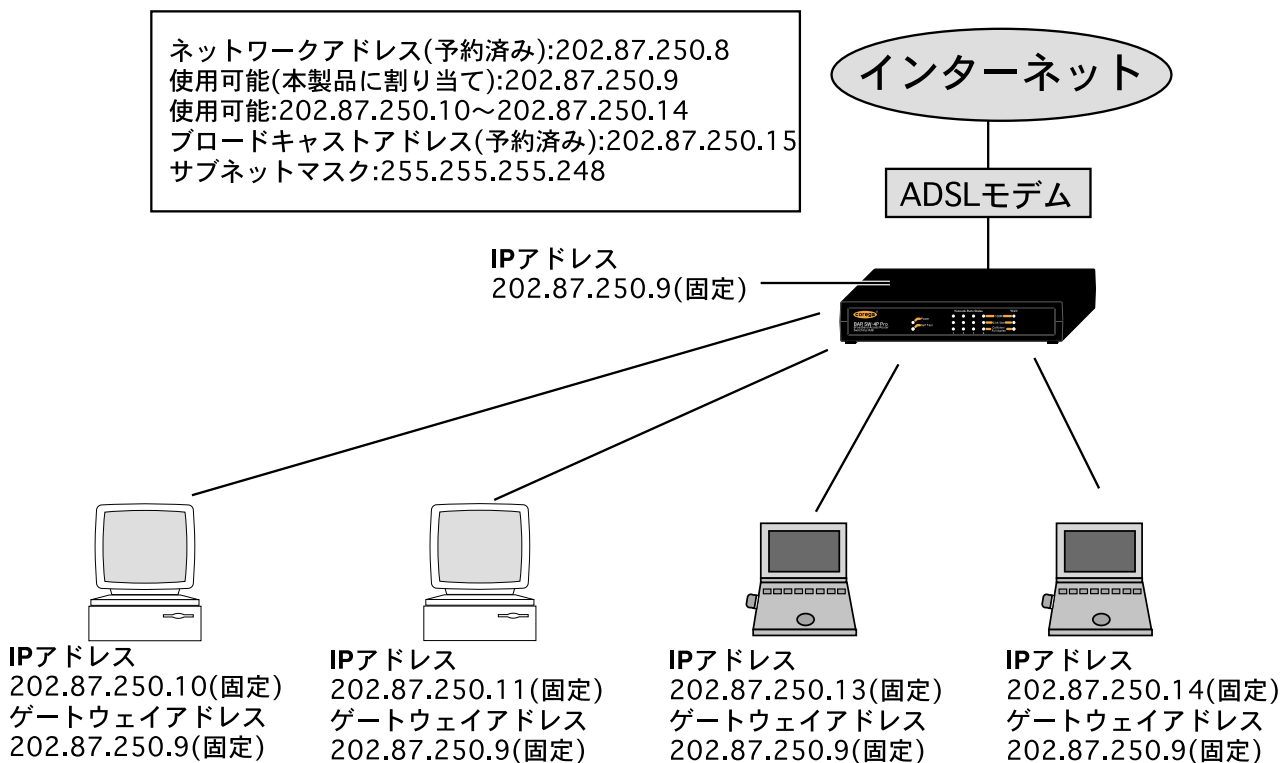 ネットワークアドレス(予約済み):202.87.250.8
使用可能(本製品に割り当て):202.87.250.9
使用可能:202.87.250.10〜202.87.250.14
ブロードキャストアドレス(予約済み):202.87.250.15
サブネットマスク:255.255.255.248
インターネット
ADSLモデム
IPアドレス
202.87.250.9(固定)
corega
BAR SW-4P Pro
IPアドレス
202.87.250.10(固定)
ゲートウェイアドレス
202.87.250.9(固定)
IPアドレス
202.87.250.11(固定)
ゲートウェイアドレス
202.87.250.9(固定)
IPアドレス
202.87.250.13(固定)
ゲートウェイアドレス
202.87.250.9(固定)
IPアドレス
202.87.250.14(固定)
ゲートウェイアドレス
202.87.250.9(固定)